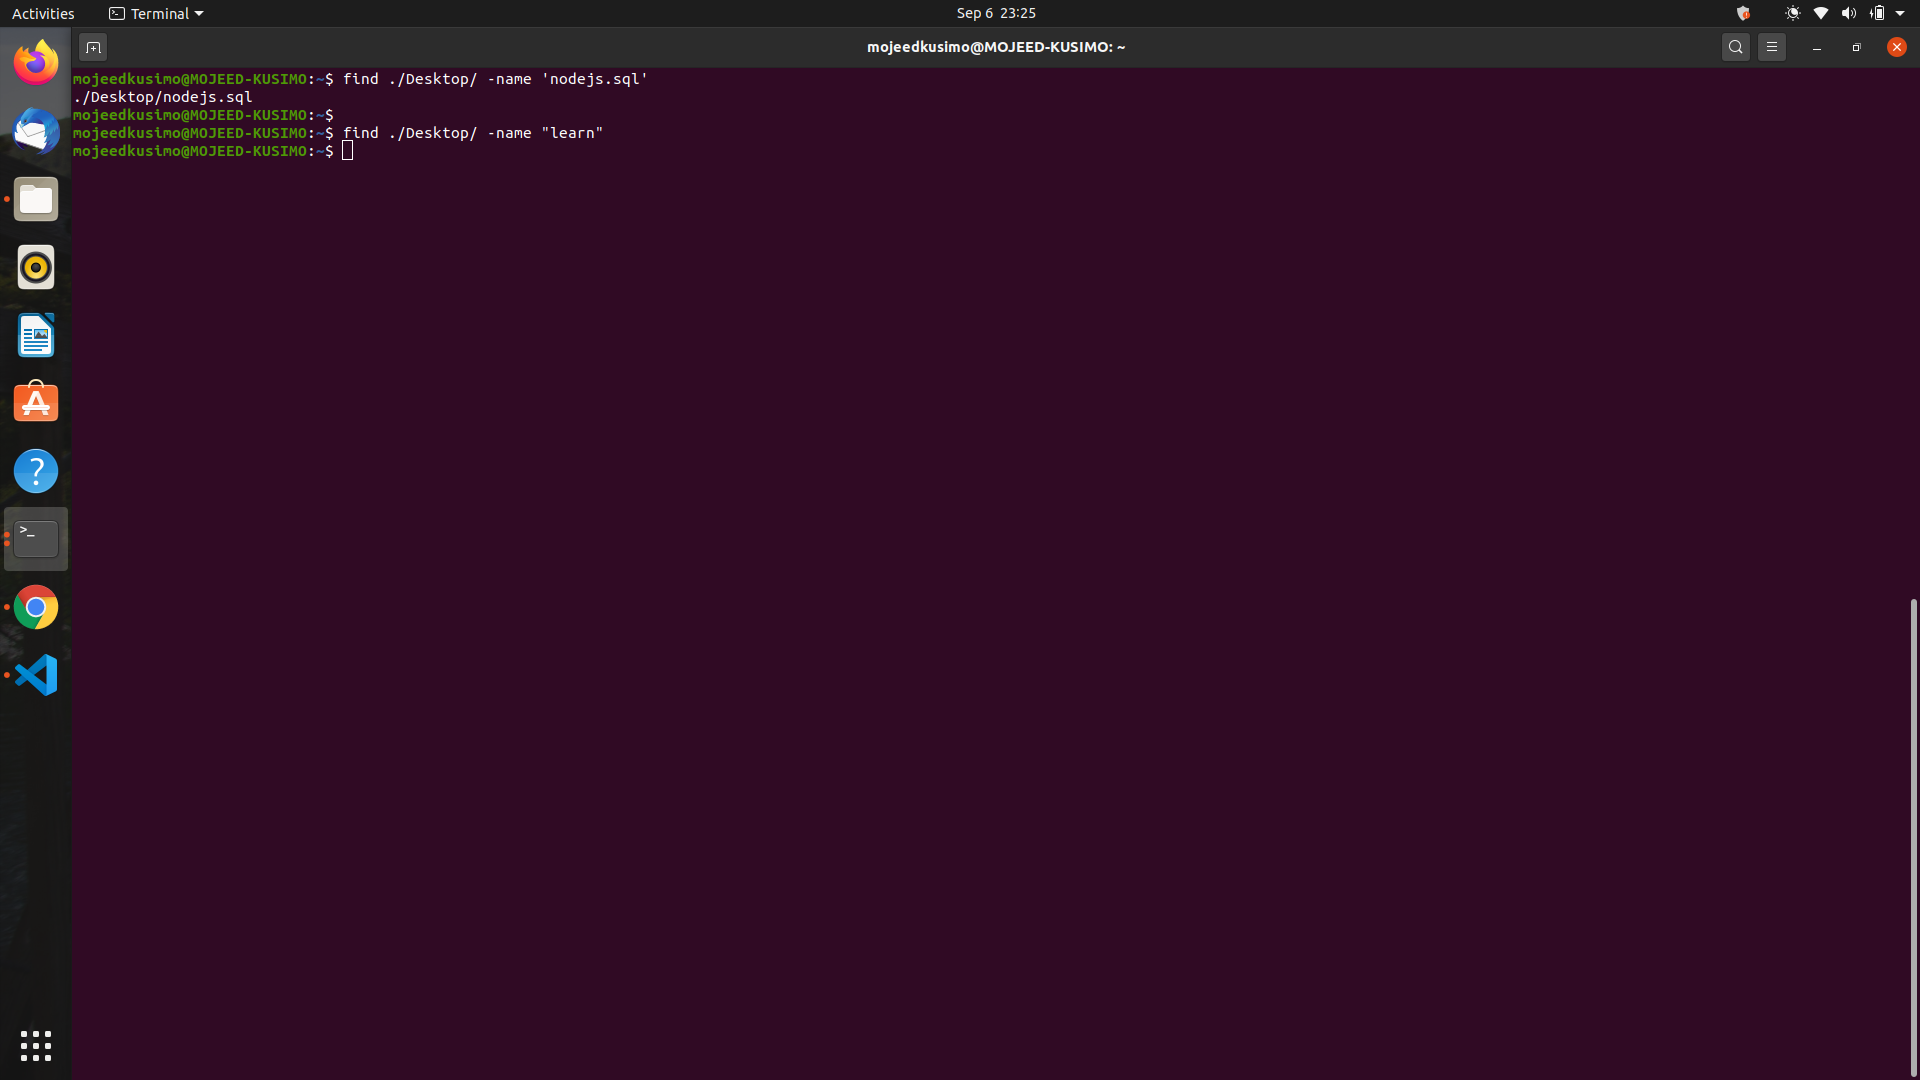 Activities
Terminal
Sep 6 23:25
mojeedkusimo@MOJEED-KUSIMO: ~
mojeedkusimo@MOJEED-KUSIMO:~$ find ./Desktop/ -name 'nodejs.sql'
./Desktop/nodejs.sql
mojeedkusimo@MOJEED-KUSIMO:~$
mojeedkusimo@MOJEED-KUSIMO:~$ find ./Desktop/ -name "learn"
mojeedkusimo@MOJEED-KUSIMO:~$